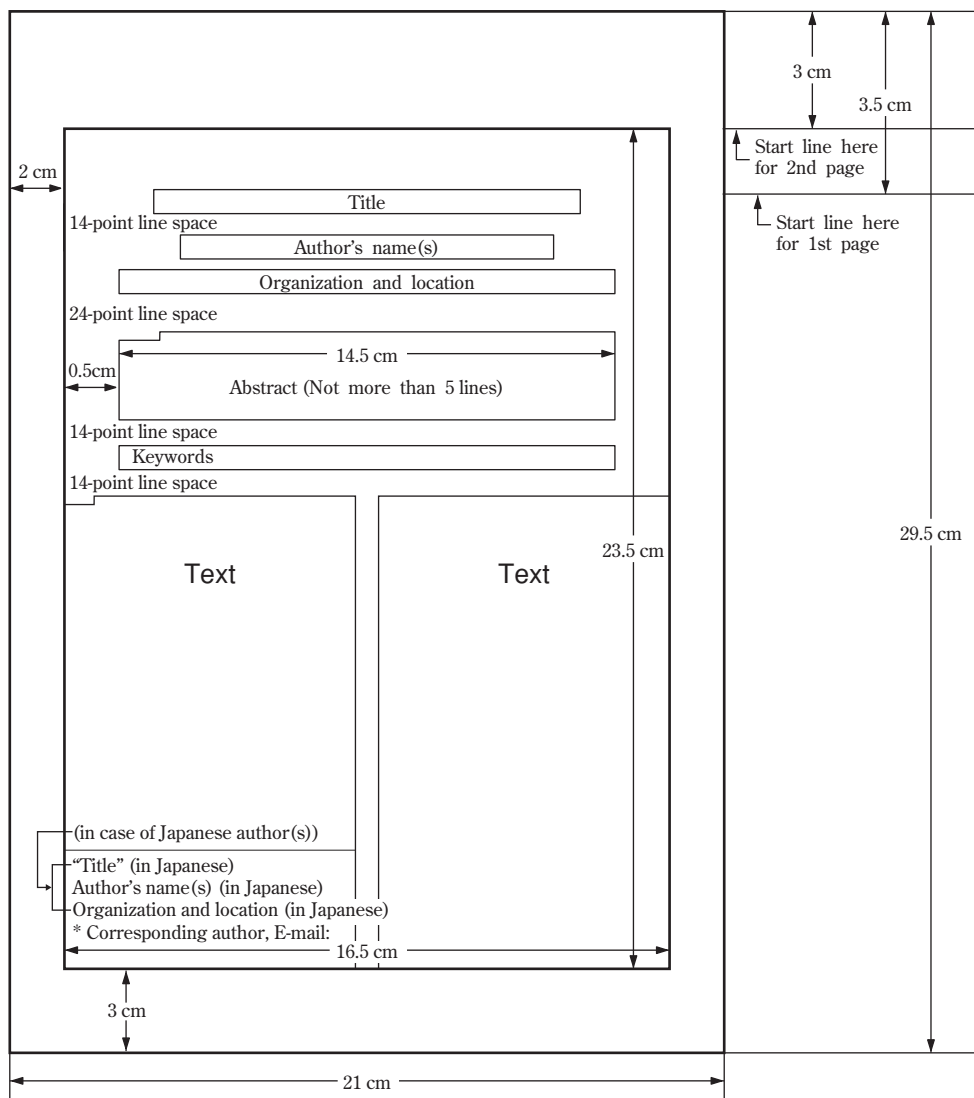 3 cm
3.5 cm
Start line here
for 2nd page
2 cm
Title
Start line here
for 1st page
14-point line space
Author's name(s)
Organization and location
24-point line space
14.5 cm
0.5cm
Abstract (Not more than 5 lines)
14-point line space
Keywords
14-point line space
23.5 cm
29.5 cm
Text
Text
(in case of Japanese author(s))
“Title” (in Japanese)
Author's name(s) (in Japanese)
Organization and location (in Japanese)
* Corresponding author, E-mail:
16.5 cm
3 cm
21 cm